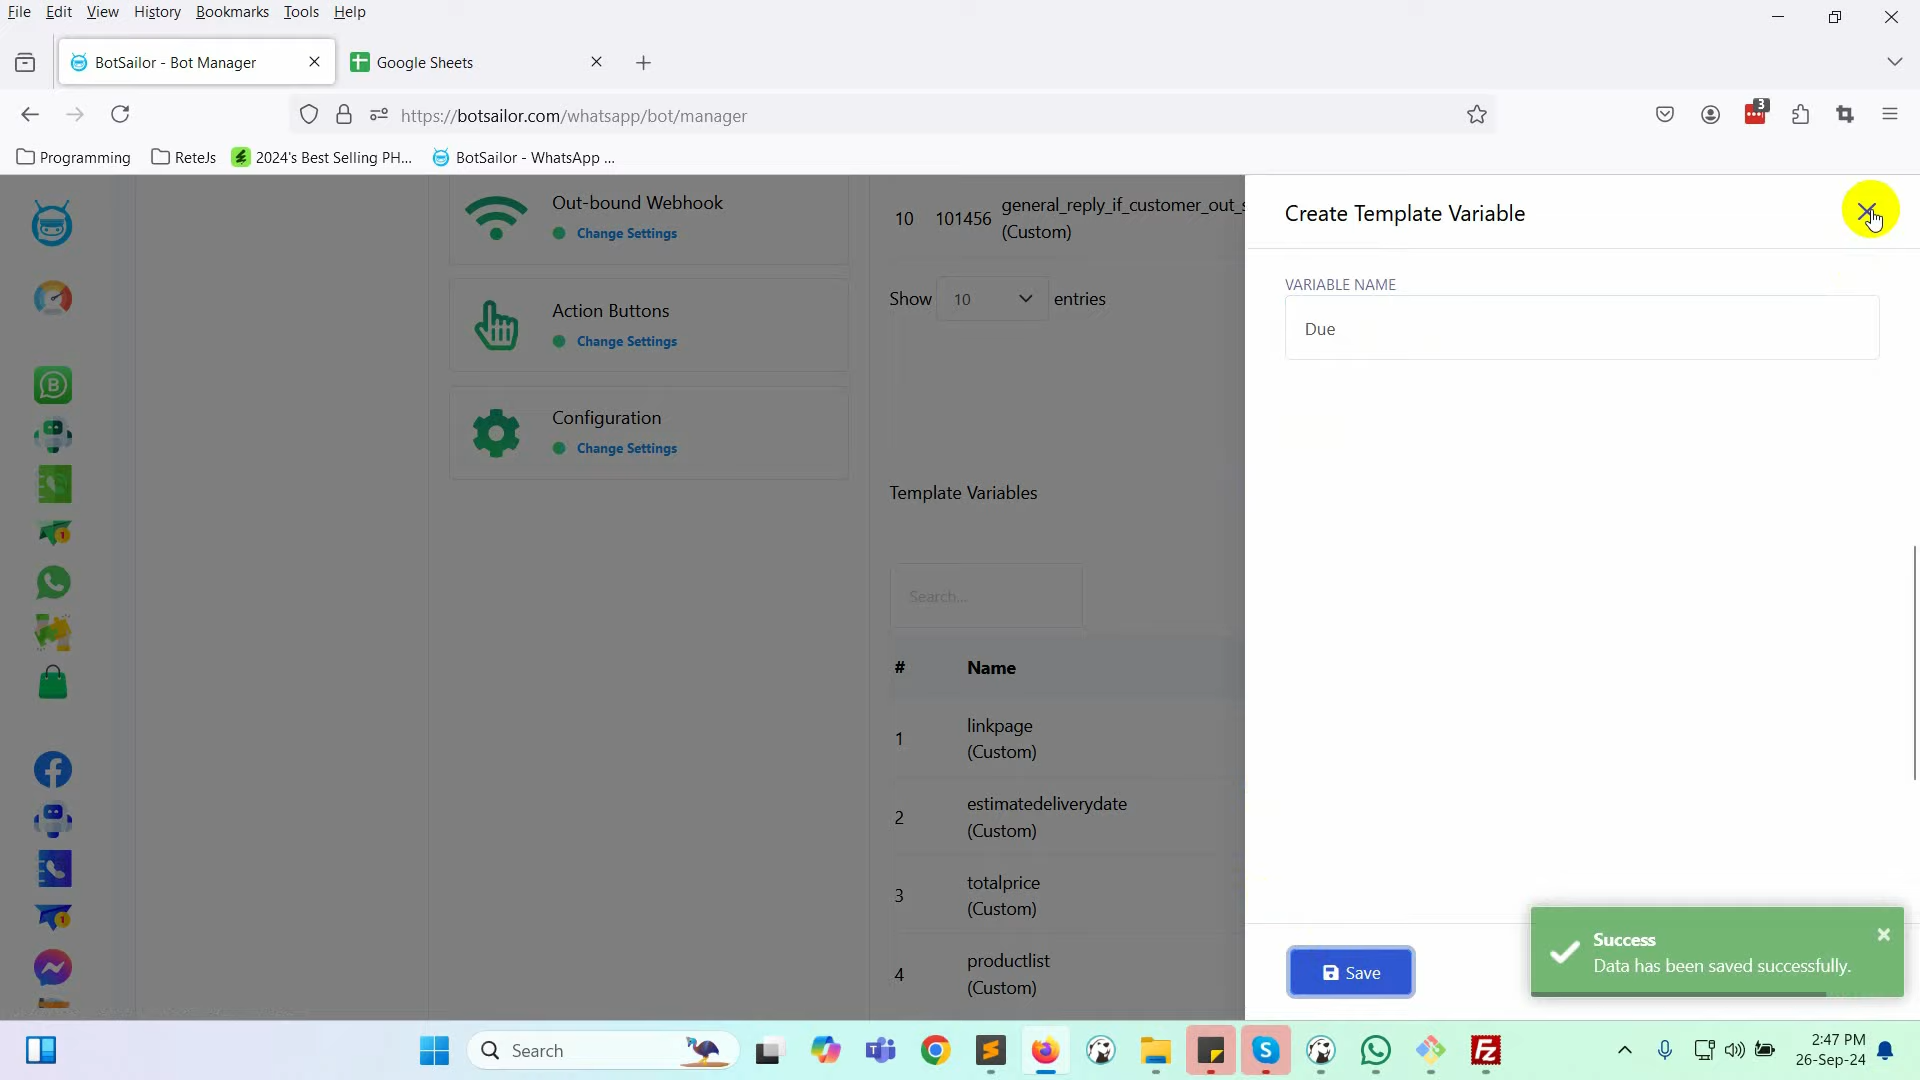 File Edit View History Bookmarks Tools Help
BotSailor - Bot Manager
Google Sheets
https://botsailor.com/whatsapp/bot/manager
3
Programming
ReteJs
2024's Best Selling PH...
BotSailor - WhatsApp ...
Out-bound Webhook
Change Settings
Action Buttons
Change Settings
Configuration
Change Settings
10 101456 general_reply_if_customer_out_s
(Custom)
Show 10 entries
Template Variables
Search...
# Name
1 linkpage
(Custom)
2 estimateddeliverydate
(Custom)
3 totalprice
(Custom)
4 productlist
(Custom)
Create Template Variable
VARIABLE NAME
Due
Save
Success
Data has been saved successfully.
Search
2:47 PM
26-Sep-24